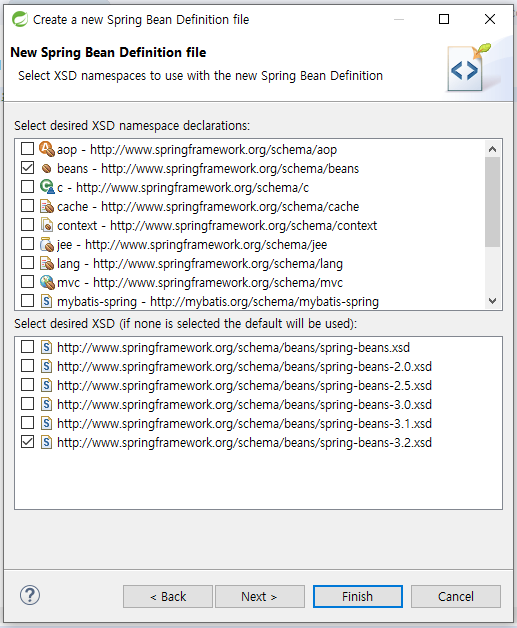 Create a new Spring Bean Definition file
New Spring Bean Definition file
Select XSD namespaces to use with the new Spring Bean Definition
Select desired XSD namespace declarations:
aop - http://www.springframework.org/schema/aop
beans - http://www.springframework.org/schema/beans
c - http://www.springframework.org/schema/c
cache - http://www.springframework.org/schema/cache
context - http://www.springframework.org/schema/context
jee - http://www.springframework.org/schema/jee
lang - http://www.springframework.org/schema/lang
mvc - http://www.springframework.org/schema/mvc
mybatis-spring - http://mybatis.org/schema/mybatis-spring
Select desired XSD (if none is selected the default will be used):
http://www.springframework.org/schema/beans/spring-beans.xsd
http://www.springframework.org/schema/beans/spring-beans-2.0.xsd
http://www.springframework.org/schema/beans/spring-beans-2.5.xsd
http://www.springframework.org/schema/beans/spring-beans-3.0.xsd
http://www.springframework.org/schema/beans/spring-beans-3.1.xsd
http://www.springframework.org/schema/beans/spring-beans-3.2.xsd
< Back Next > Finish Cancel